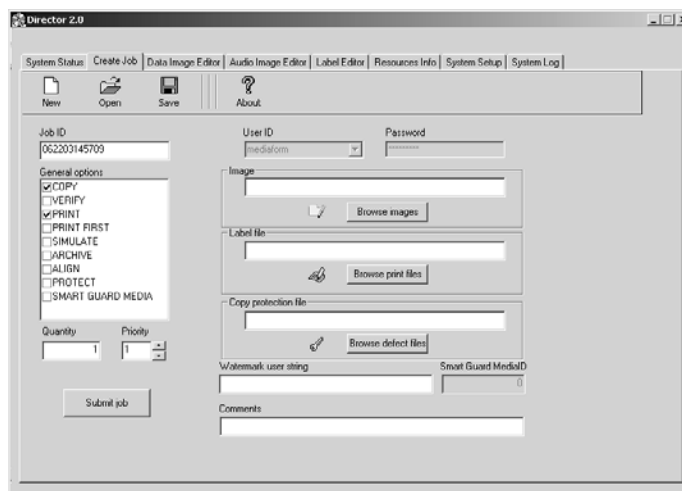 Director 2.0
System Status Create Job Data Image Editor Audio Image Editor Label Editor Resources Info System Setup System Log
New Open Save About
Job ID
062203145709
User ID
mediaform
Password
General options
COPY
VERIFY
PRINT
PRINT FIRST
SIMULATE
ARCHIVE
ALIGN
PROTECT
SMART GUARD MEDIA
Image
Browse images
Label file
Browse print files
Copy protection file
Browse defect files
Quantity
1
Priority
1
Submit job
Watermark user string
Smart Guard MediaID
0
Comments